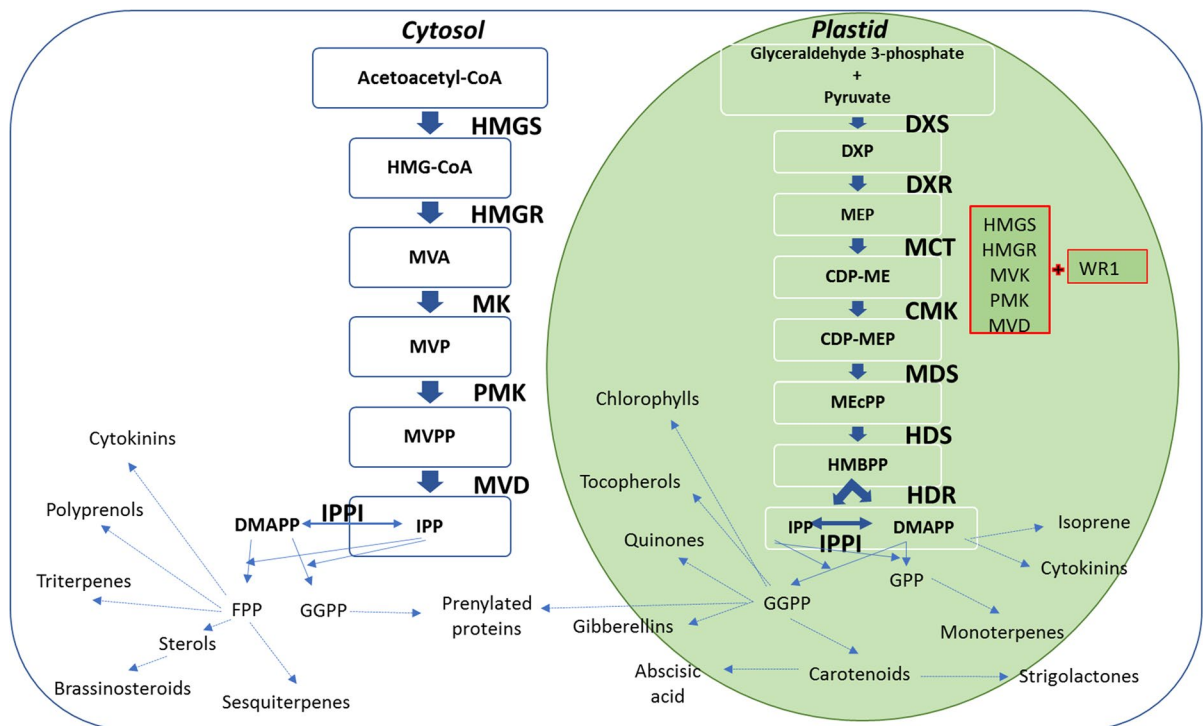 Cytosol
Acetoacetyl-CoA
HMGS
HMG-CoA
HMGR
MVA
MK
MVP
PMK
MVPP
MVD
IPP
IPPI
DMAPP
FPP
GGPP
Cytokinins
Polyprenols
Triterpenes
Sterols
Brassinosteroids
Sesquiterpenes
Prenylated
proteins
Plastid
Glyceraldehyde 3-phosphate
+
Pyruvate
DXS
DXP
DXR
MEP
MCT
CDP-ME
CMK
CDP-MEP
MDS
MEcPP
HDS
HMBPP
HDR
IPP
DMAPP
IPPI
HMGS
HMGR
MVK
PMK
MVD
+
WR1
Chlorophylls
Tocopherols
Quinones
Gibberellins
GGPP
GPP
Isoprene
Cytokinins
Monoterpenes
Abscisic
acid
Carotenoids
Strigolactones